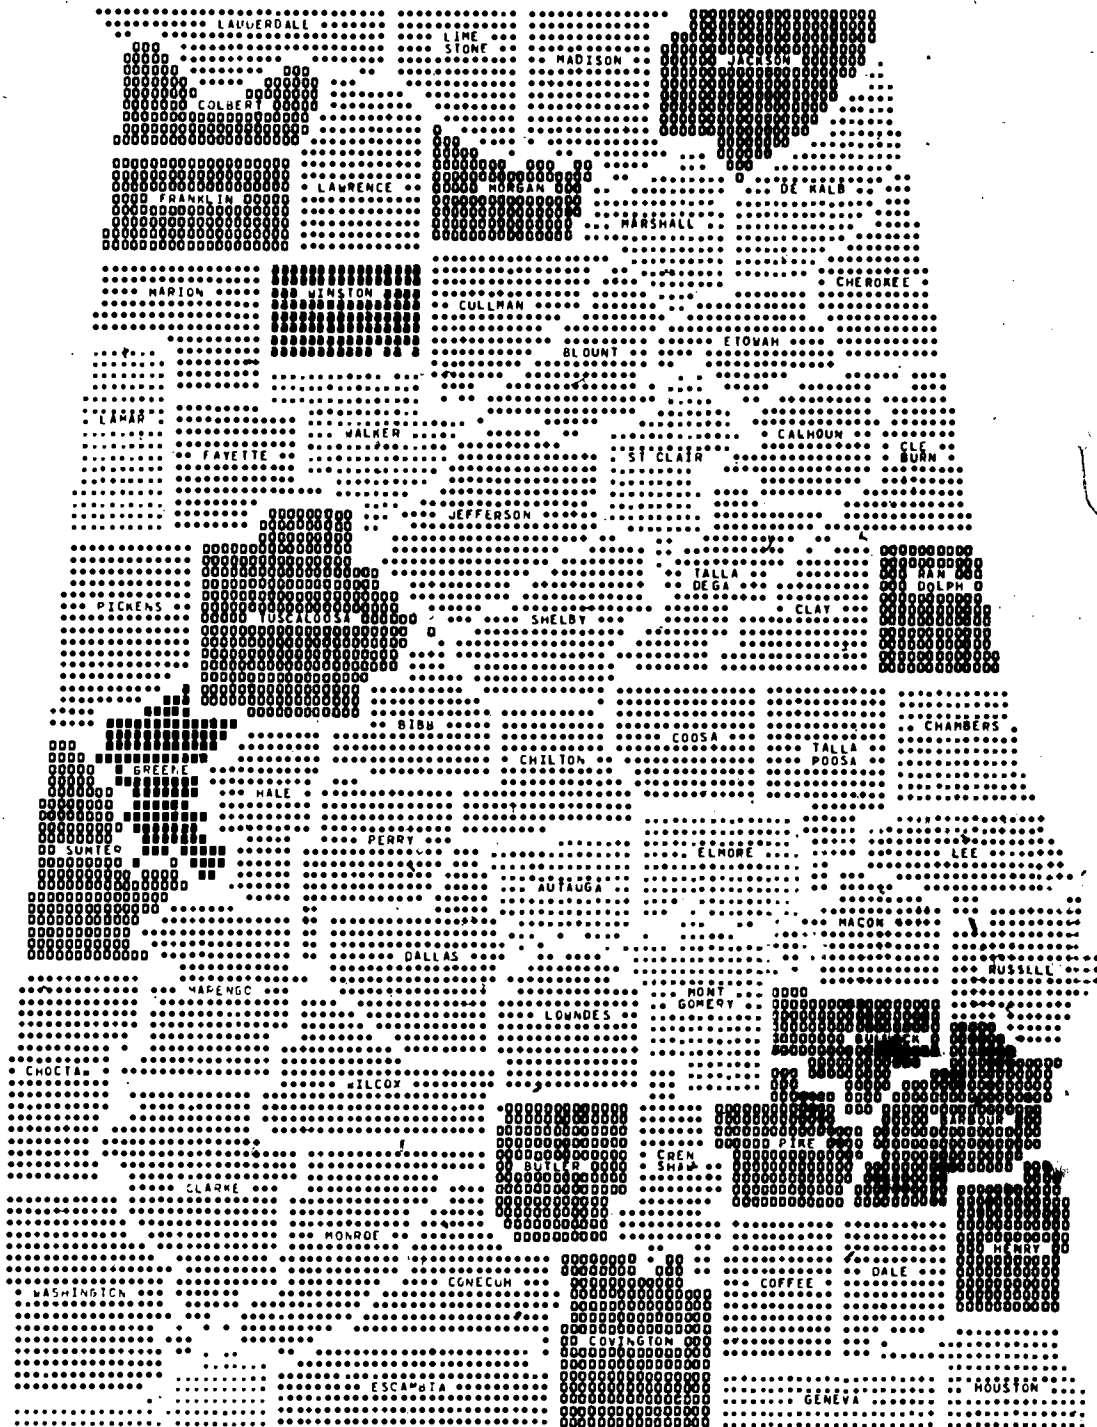 LAUDERDALE
LIME
STONE
MADISON
JACKSON
COLBERT
FRANKLIN
LAWRENCE
MORGAN
DE KALB
MARSHALL
MARION
WINSTON
CULLMAN
CHEROKEE
BLOUNT
ETOWAH
LAMAR
FAYETTE
WALKER
ST CLAIR
CALHOUN
CLE
BURN
JEFFERSON
PICKENS
TUSCALOOSA
SHELBY
TALLA
DEGA
CLAY
RAN
DOLPH
BIBB
CHILTON
COOSA
TALLA
POOSA
CHAMBERS
GREENE
HALE
SUMTER
PERRY
AUTAUGA
ELMORE
LEE
MACON
RUSSELL
DALLAS
MARENGO
LOWNDES
MONT
GOMERY
BULLOCK
CHOCTAW
WILCOX
BUTLER
CREN
SHAW
PIKE
BARBOUR
CLARKE
MONROE
CONECUH
COFFEE
DALE
HENRY
WASHINGTON
COVINGTON
ESCAMBIA
GENEVA
HOUSTON